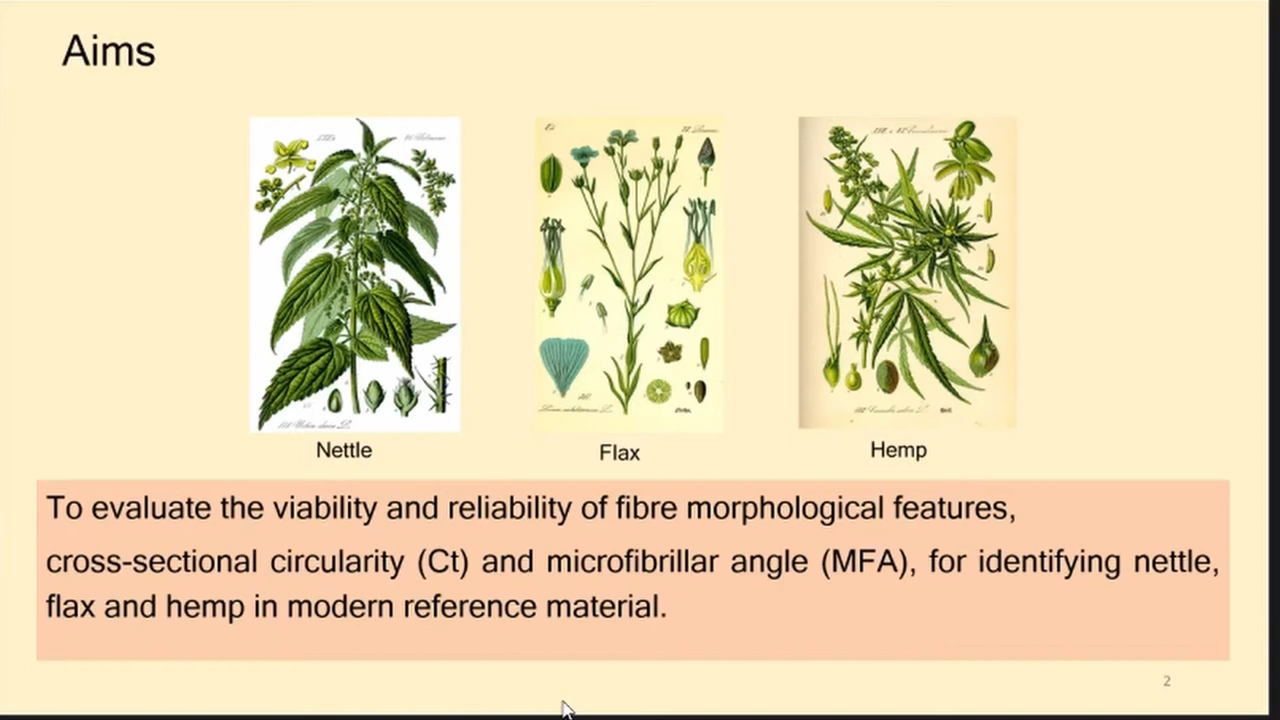 Aims
Nettle
Flax
Hemp
To evaluate the viability and reliability of fibre morphological features,
cross-sectional circularity (Ct) and microfibrillar angle (MFA), for identifying nettle,
flax and hemp in modern reference material.
2